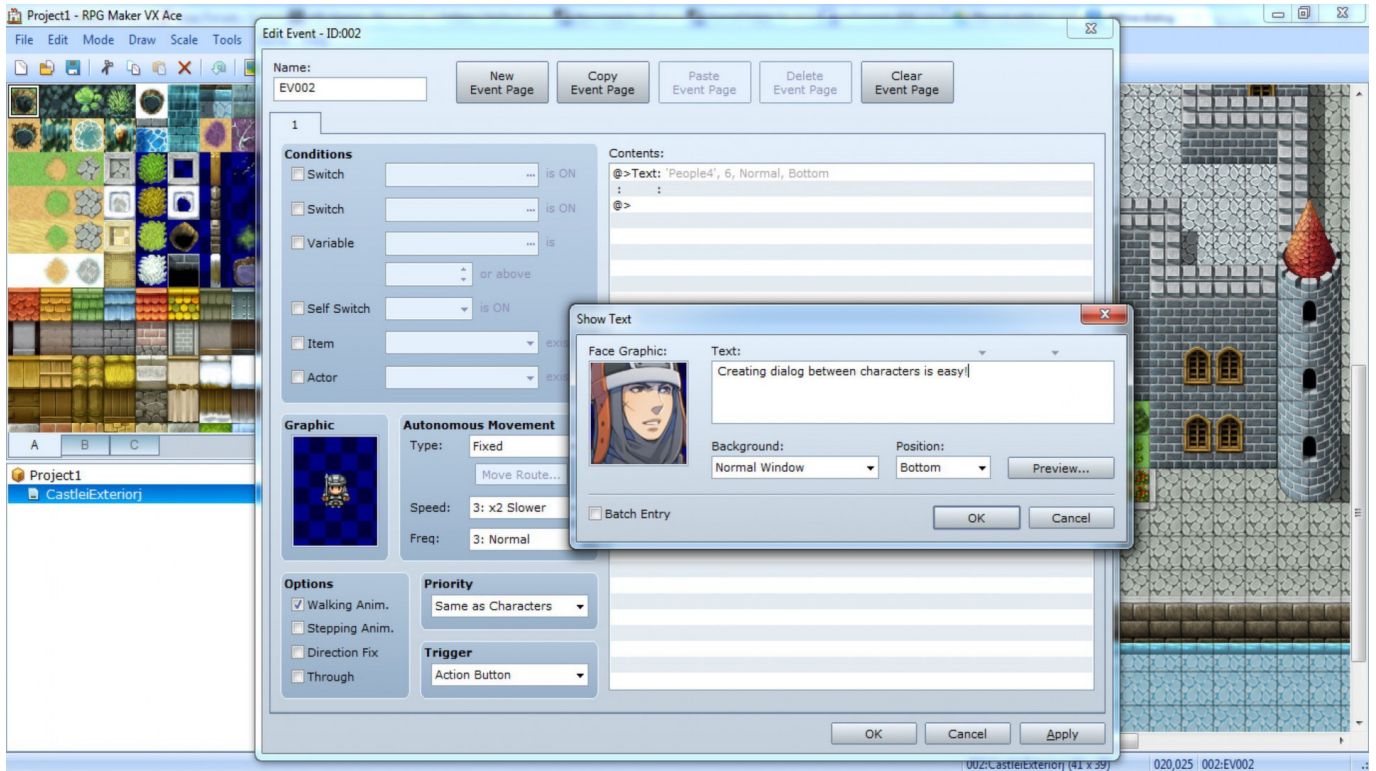 Project1 - RPG Maker VX Ace
File Edit Mode Draw Scale Tools
Edit Event - ID:002
Name:
EV002
New Event Page
Copy Event Page
Paste Event Page
Delete Event Page
Clear Event Page
1
Conditions
Switch ... is ON
Switch ... is ON
Variable ... is
or above
Self Switch is ON
Item
Actor
Graphic
Autonomous Movement
Type: Fixed
Move Route...
Speed: 3: x2 Slower
Freq: 3: Normal
Options
Walking Anim.
Stepping Anim.
Direction Fix
Through
Priority
Same as Characters
Trigger
Action Button
Contents:
@>Text: 'People4', 6, Normal, Bottom
: :
@>
Show Text
Face Graphic:
Text:
Creating dialog between characters is easy!
Background:
Normal Window
Position:
Bottom
Preview...
Batch Entry
OK Cancel
OK Cancel Apply
A B C
Project1
CastleiExteriorj
002:CastleiExteriorj (41 x 39) 020,025 002:EV002